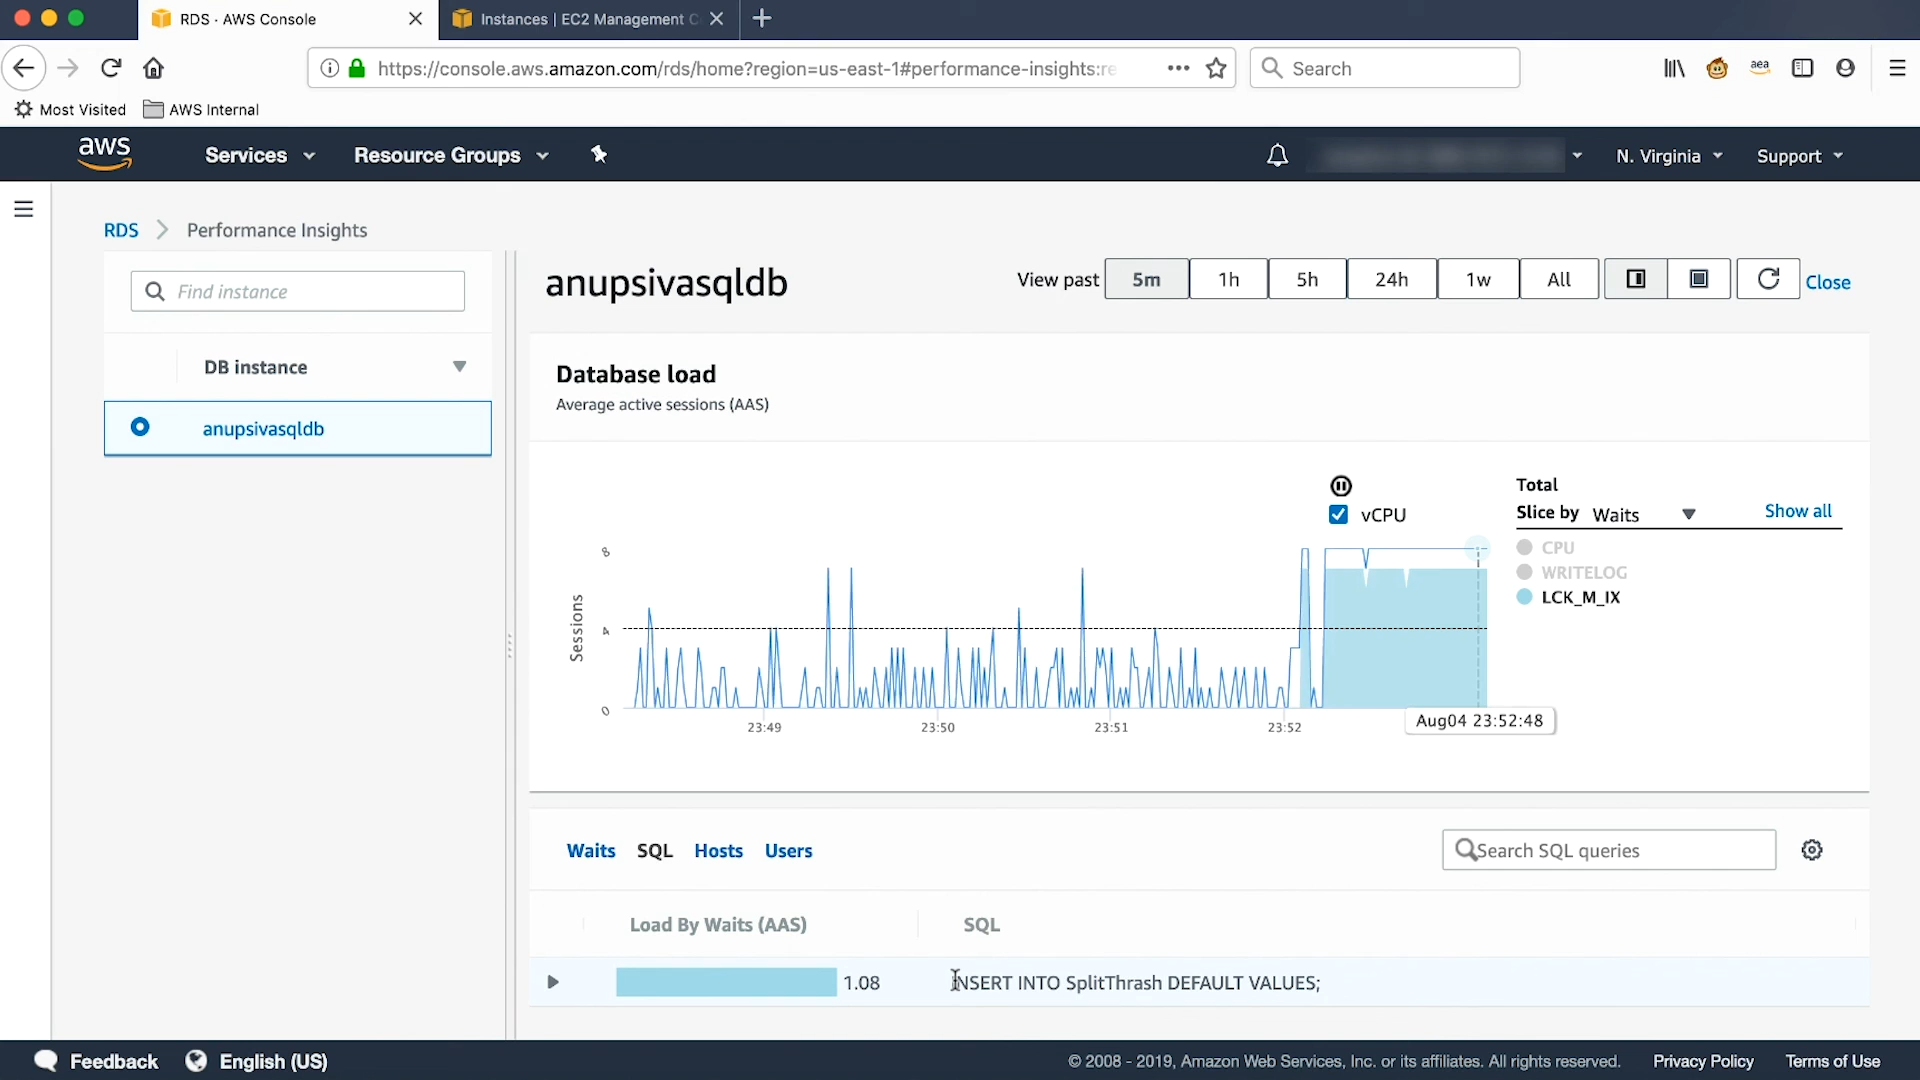 RDS · AWS Console
Instances | EC2 Management C
https://console.aws.amazon.com/rds/home?region=us-east-1#performance-insights:re
Search
aea
Most Visited
AWS Internal
aws
Services
Resource Groups
N. Virginia
Support
RDS
Performance Insights
Find instance
DB instance
anupsivasqldb
anupsivasqldb
View past
5m
1h
5h
24h
1w
All
Close
Database load
Average active sessions (AAS)
vCPU
Total
Slice by
Waits
Show all
CPU
WRITELOG
LCK_M_IX
Sessions
8
4
0
23:49
23:50
23:51
23:52
Aug04 23:52:48
Waits
SQL
Hosts
Users
Search SQL queries
Load By Waits (AAS)
SQL
1.08
INSERT INTO SplitThrash DEFAULT VALUES;
Feedback
English (US)
© 2008 - 2019, Amazon Web Services, Inc. or its affiliates. All rights reserved.
Privacy Policy
Terms of Use